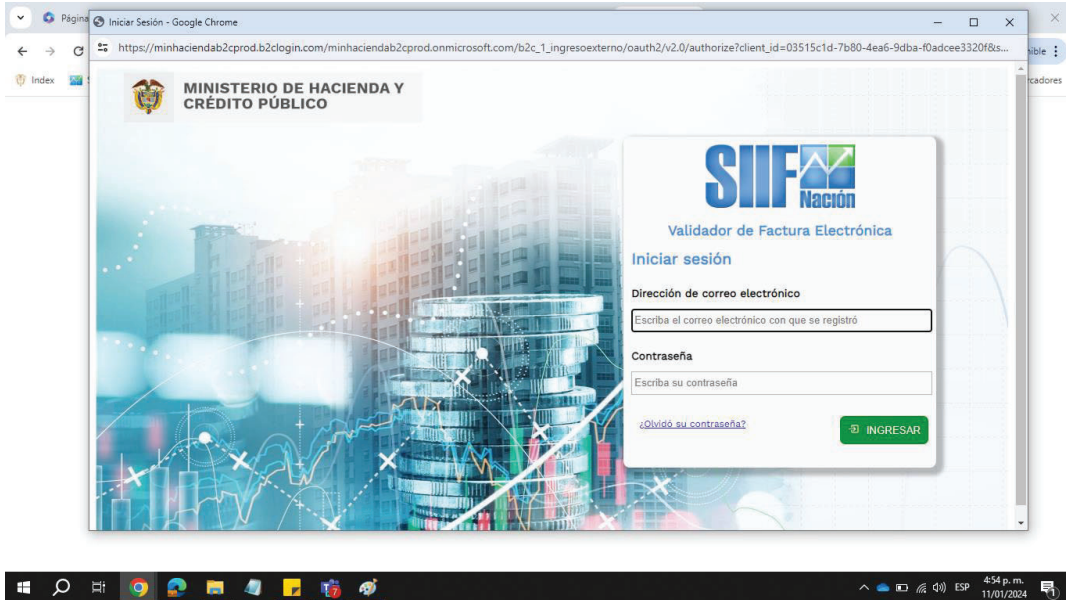 Página
Iniciar Sesión - Google Chrome
https://minhaciendab2cprod.b2clogin.com/minhaciendab2cprod.onmicrosoft.com/b2c_1_ingresoexterno/oauth2/v2.0/authorize?client_id=03515c1d-7b80-4ea6-9dba-f0adcee3320f&s...
nible
Index
rcadores
MINISTERIO DE HACIENDA Y
CRÉDITO PÚBLICO
SIIF
Nación
Validador de Factura Electrónica
Iniciar sesión
Dirección de correo electrónico
Escriba el correo electrónico con que se registró
Contraseña
Escriba su contraseña
¿Olvidó su contraseña?
INGRESAR
ESP
4:54 p. m.
11/01/2024